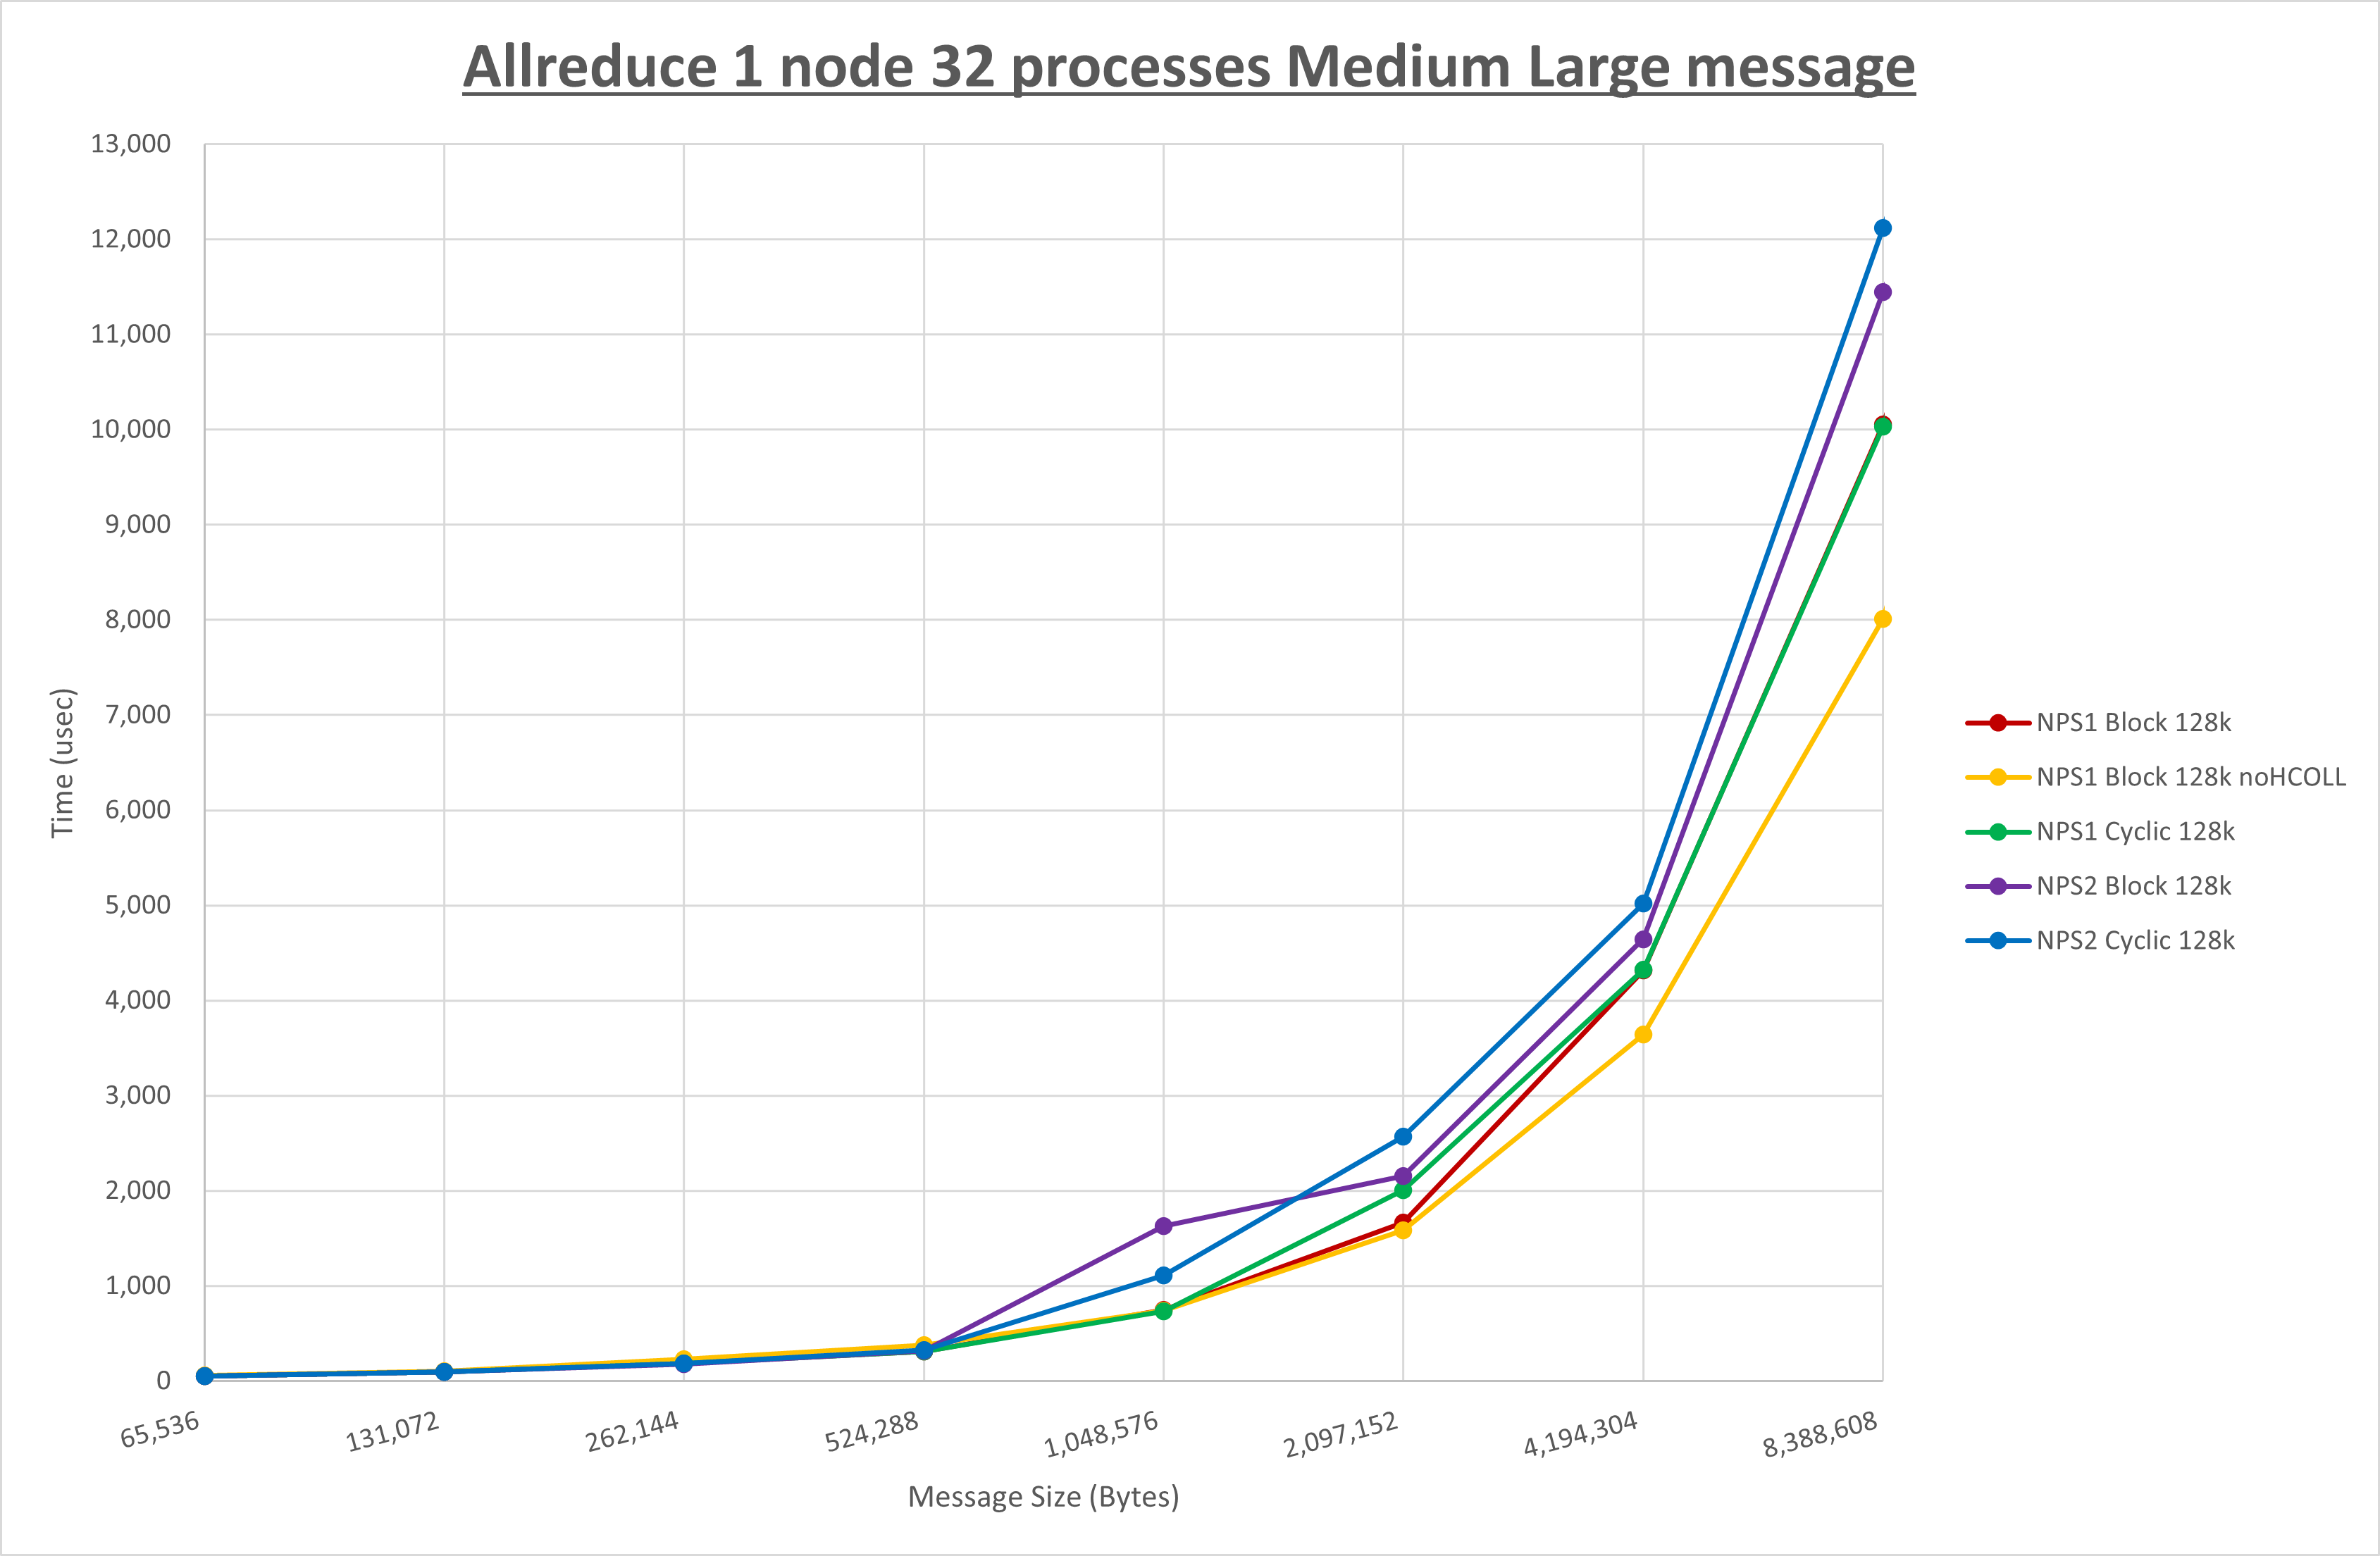 Allreduce 1 node 32 processes Medium Large message
13,000
12,000
11,000
10,000
9,000
8,000
7,000
6,000
5,000
4,000
3,000
2,000
1,000
0
Time (usec)
65,536
131,072
262,144
524,288
1,048,576
2,097,152
4,194,304
8,388,608
Message Size (Bytes)
NPS1 Block 128k
NPS1 Block 128k noHCOLL
NPS1 Cyclic 128k
NPS2 Block 128k
NPS2 Cyclic 128k